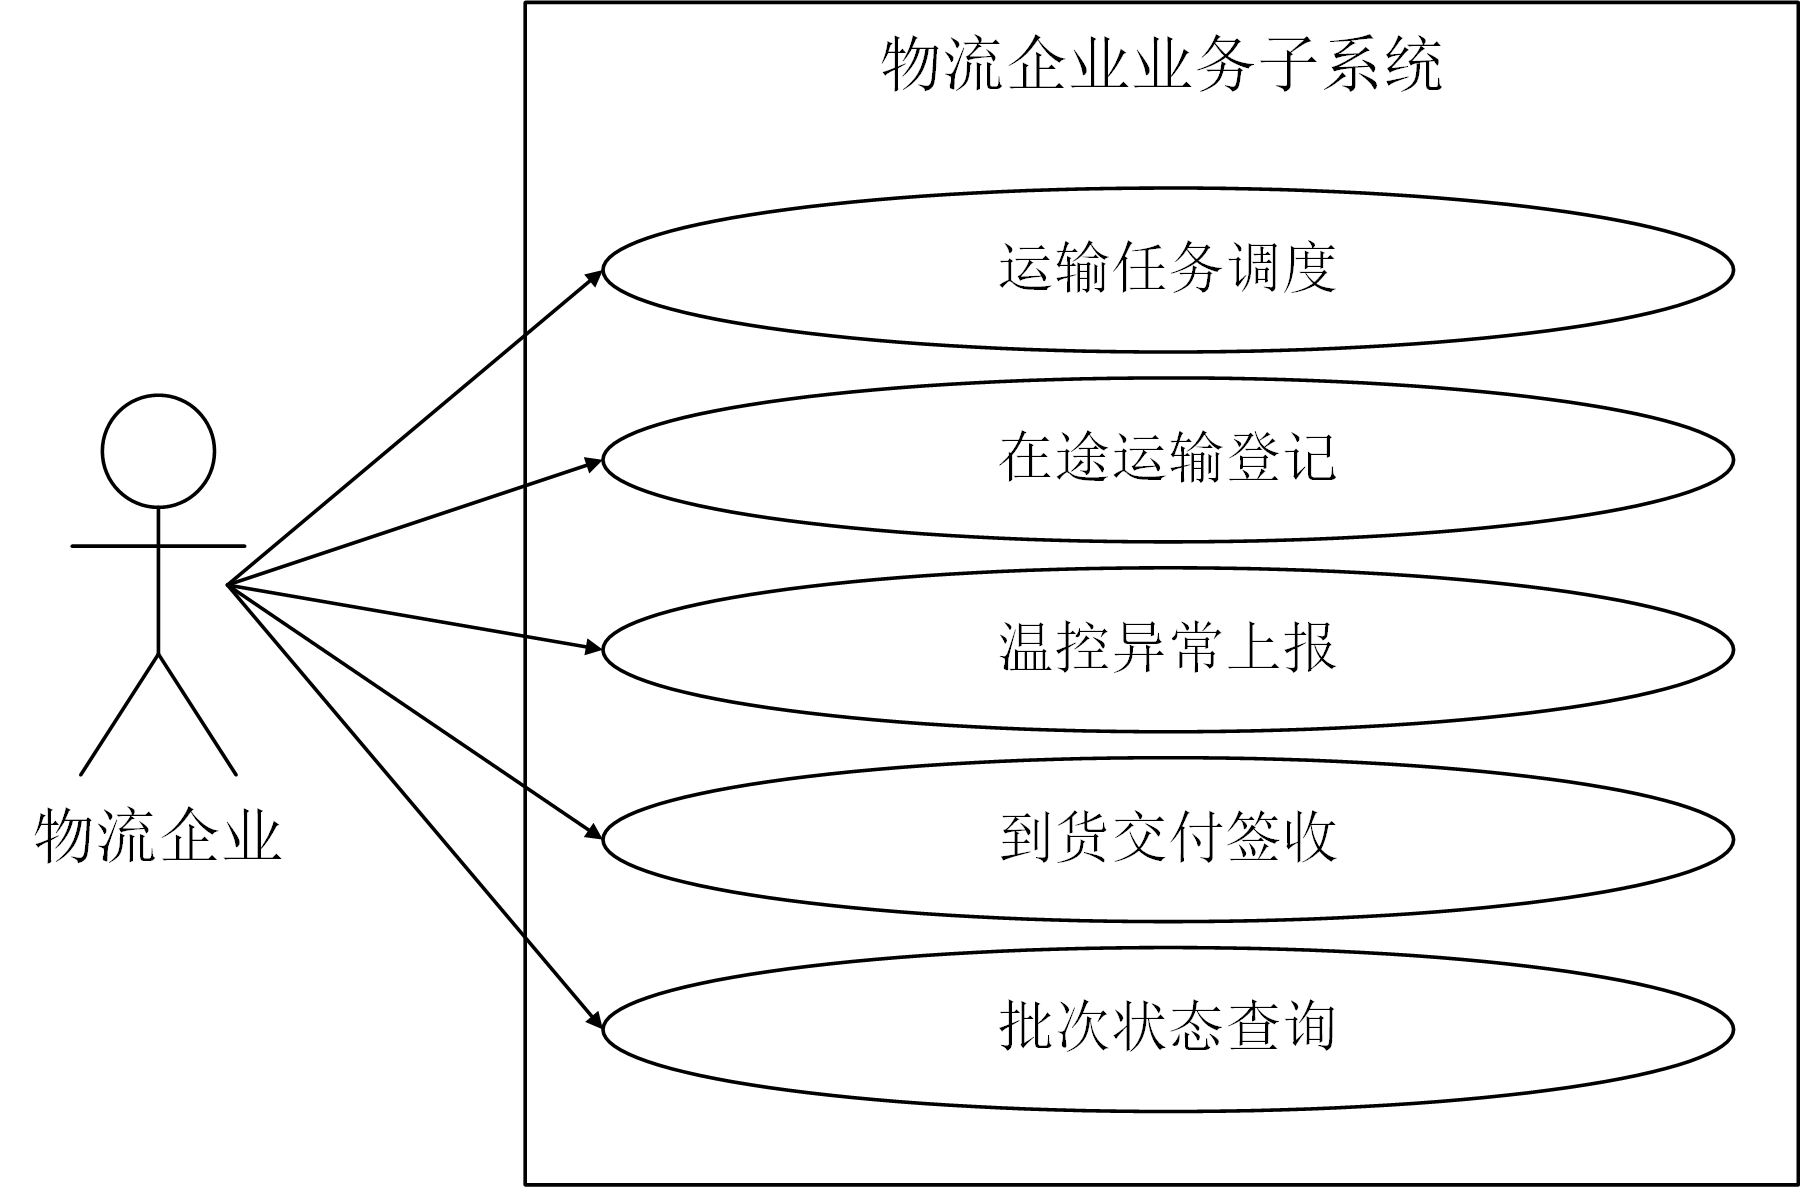 物流企业业务子系统
运输任务调度
在途运输登记
温控异常上报
到货交付签收
批次状态查询
物流企业